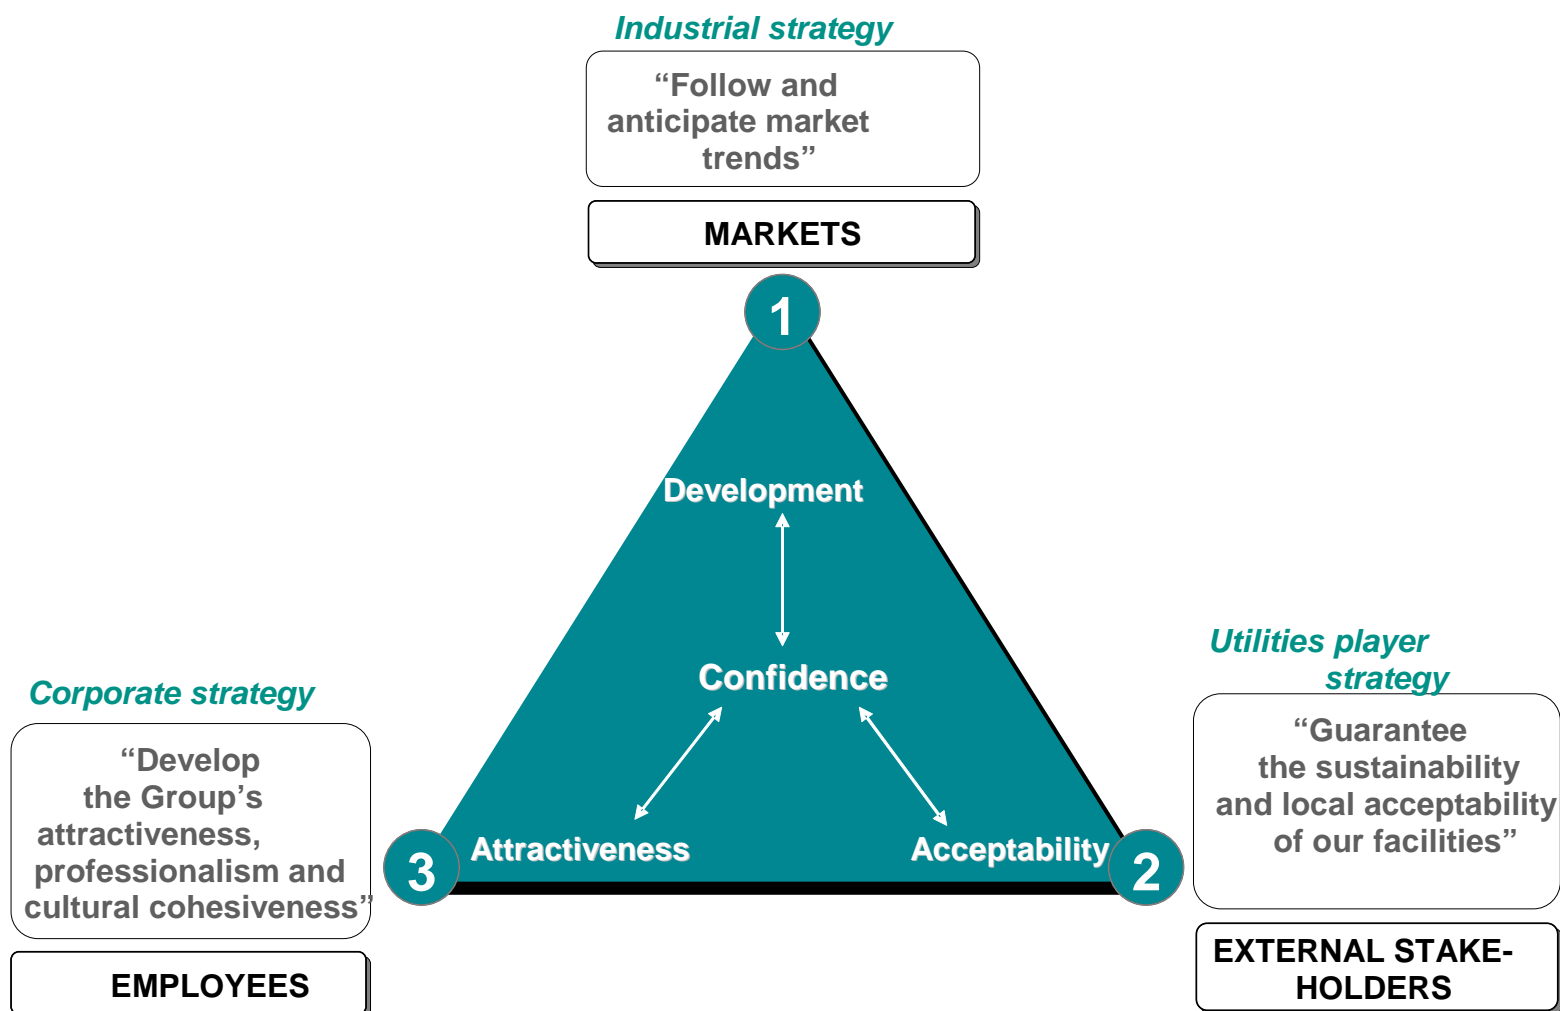 Industrial strategy
“Follow and
anticipate market
trends”
MARKETS
1
Development
Confidence
Attractiveness
Acceptability
3
2
Utilities player
strategy
“Guarantee
the sustainability
and local acceptability
of our facilities”
EXTERNAL STAKE-
HOLDERS
Corporate strategy
“Develop
the Group’s
attractiveness,
professionalism and
cultural cohesiveness”
EMPLOYEES